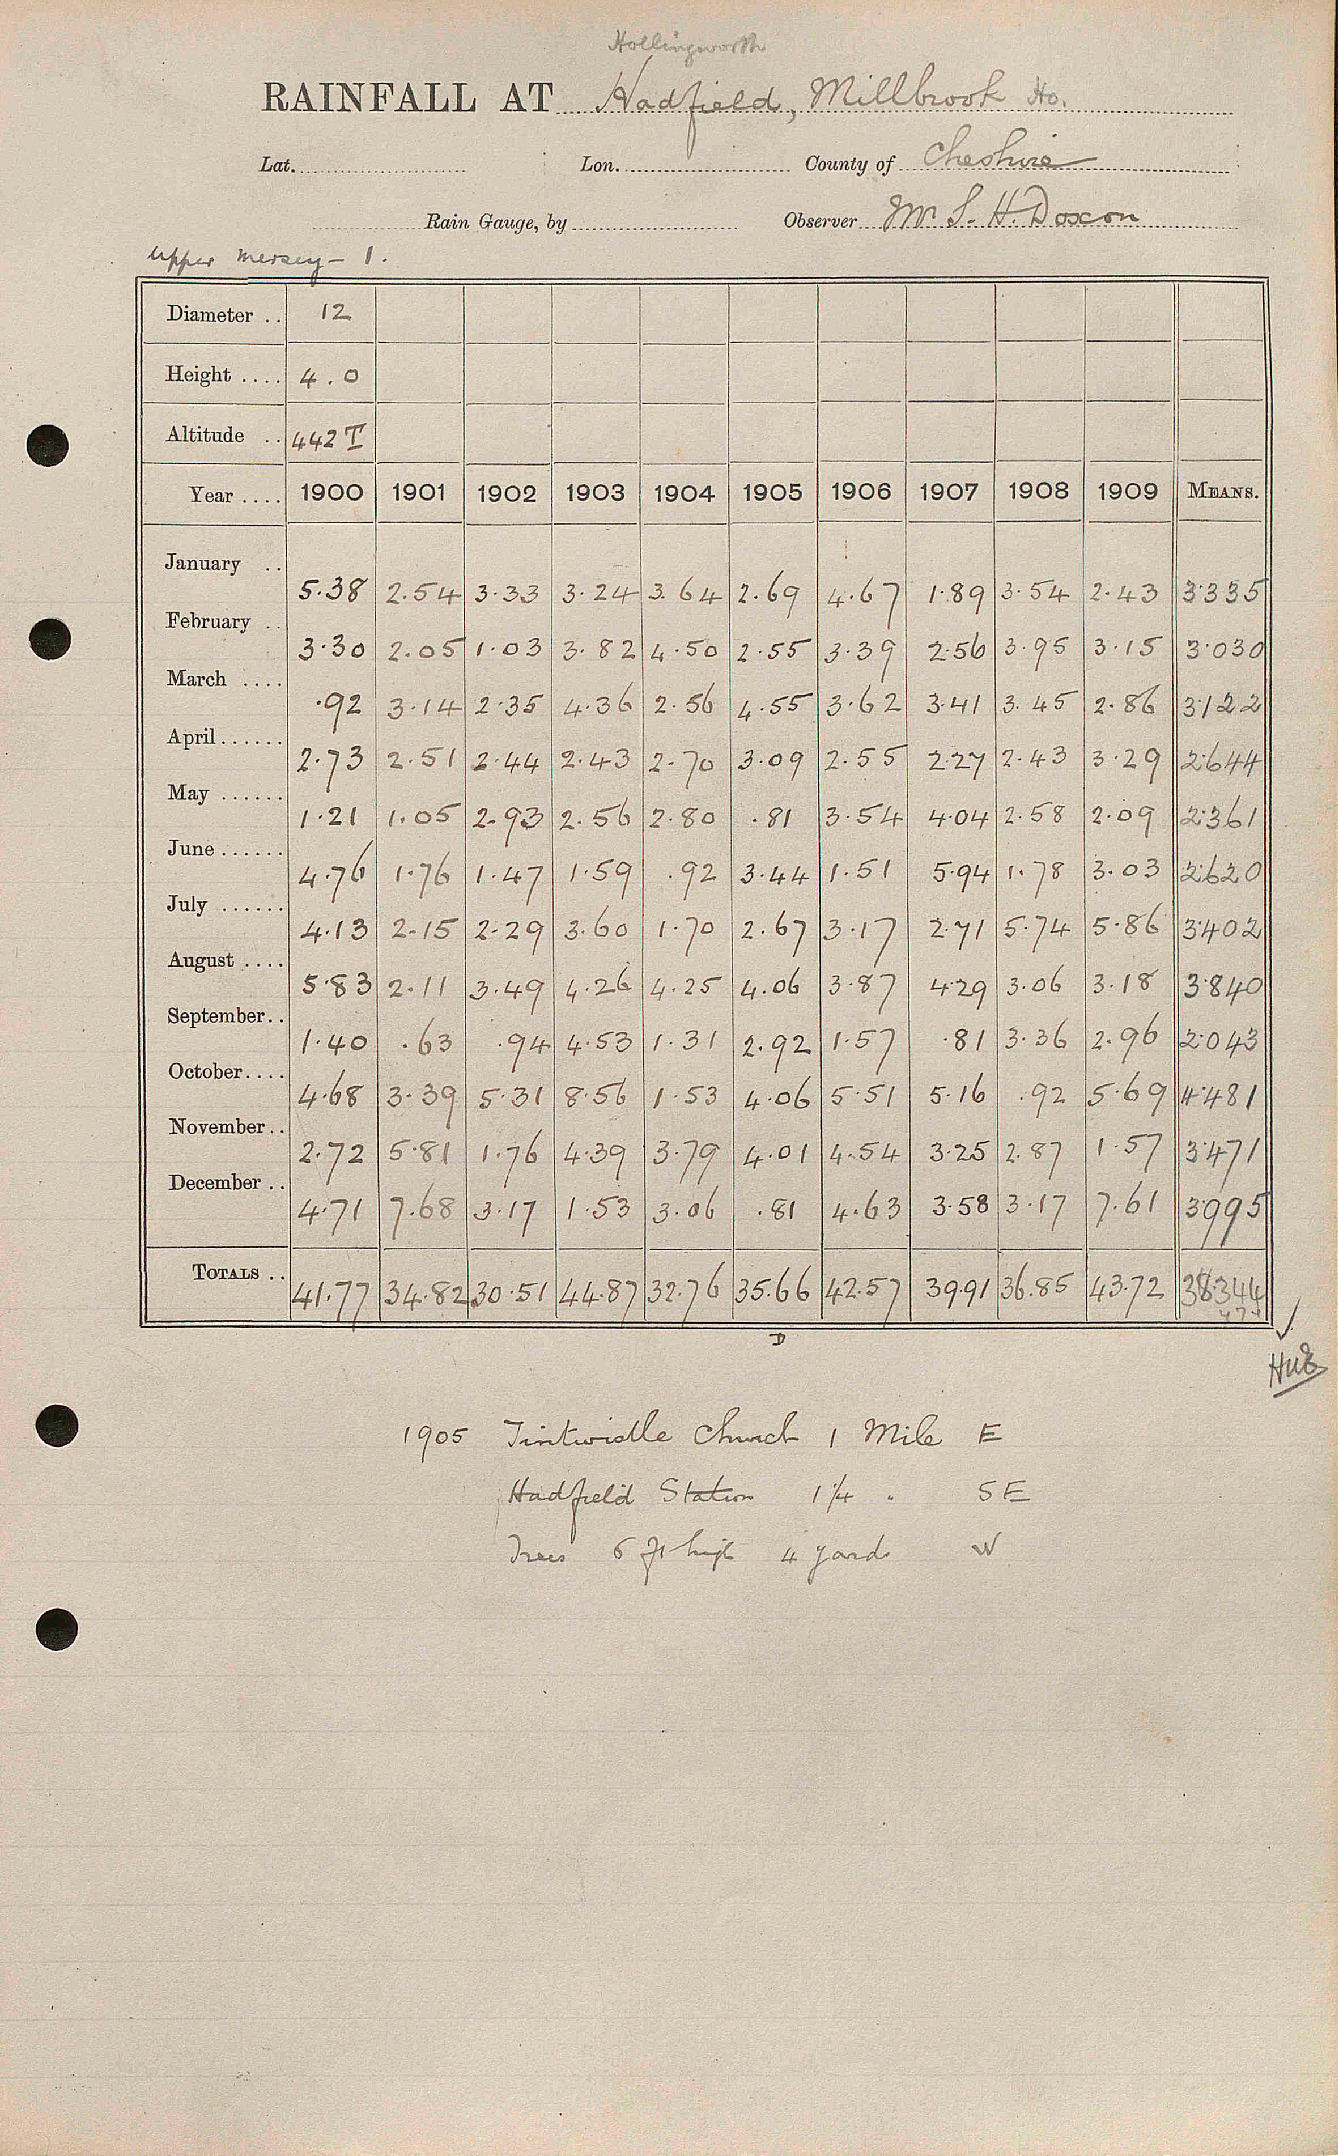 Hollingworth
RAINFALL AT Hadfield, Millbrook Ho.
Lat. Lon. County of Cheshire
Rain Gauge, by Observer Mr S. H. Doxon
Upper Mersey - 1.
Diameter .. 12
Height .... 4.0
Altitude .. 442 T
Year .... 1900 1901 1902 1903 1904 1905 1906 1907 1908 1909 MEANS.
January .. 5.38 2.54 3.33 3.24 3.64 2.69 4.67 1.89 3.54 2.43 3.335
February .. 3.30 2.05 1.03 3.82 4.50 2.55 3.39 2.56 3.95 3.15 3.030
March .... .92 3.14 2.35 4.36 2.56 4.55 3.62 3.41 3.45 2.86 3.122
April...... 2.73 2.51 2.44 2.43 2.70 3.09 2.55 2.27 2.43 3.29 2.644
May ...... 1.21 1.05 2.93 2.56 2.80 .81 3.54 4.04 2.58 2.09 2.361
June...... 4.76 1.76 1.47 1.59 .92 3.44 1.51 5.94 1.78 3.03 2.620
July ...... 4.13 2.15 2.29 3.60 1.70 2.67 3.17 2.71 5.74 5.86 3.402
August .... 5.83 2.11 3.49 4.26 4.25 4.06 3.87 4.29 3.06 3.18 3.840
September.. 1.40 .63 .94 4.53 1.31 2.92 1.57 .81 3.36 2.96 2.043
October.... 4.68 3.39 5.31 8.56 1.53 4.06 5.51 5.16 .92 5.69 4.481
November.. 2.72 5.81 1.76 4.39 3.79 4.01 4.54 3.25 2.87 1.57 3.471
December .. 4.71 7.68 3.17 1.53 3.06 .81 4.63 3.58 3.17 7.61 3.995
TOTALS .. 41.77 34.82 30.51 44.87 32.76 35.66 42.57 39.91 36.85 43.72 38.344
D
1905 Tintwistle Church 1 Mile E
Hadfield Station 1¼ " SE
Trees 6 ft high 4 yards W